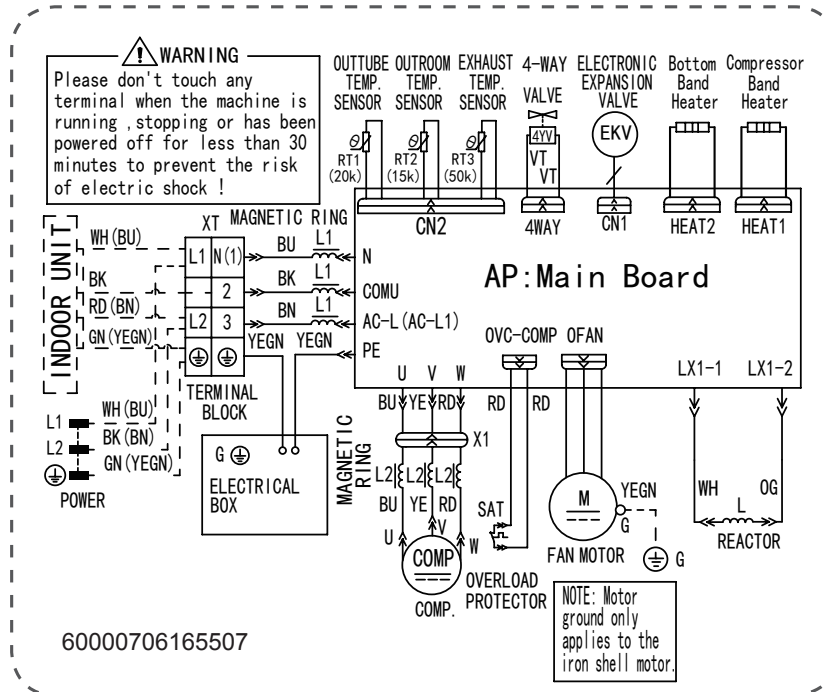 WARNING
Please don't touch any
terminal when the machine is
running ,stopping or has been
powered off for less than 30
minutes to prevent the risk
of electric shock !
OUTTUBE
TEMP.
SENSOR
OUTROOM
TEMP.
SENSOR
EXHAUST
TEMP.
SENSOR
4-WAY
VALVE
ELECTRONIC
EXPANSION
VALVE
Bottom
Band
Heater
Compressor
Band
Heater
θ
RT1
(20k)
θ
RT2
(15k)
θ
RT3
(50k)
4YV
VT
VT
EKV
CN2
4WAY
CN1
HEAT2
HEAT1
AP:Main Board
INDOOR UNIT
WH(BU)
BK
RD(BN)
GN(YEGN)
XT
L1 N(1)
2
L2 3
TERMINAL
BLOCK
MAGNETIC RING
BU L1 N
BK L1 COMU
BN L1 AC-L(AC-L1)
YEGN YEGN PE
L1
L2
POWER
WH(BU)
BK(BN)
GN(YEGN)
G
ELECTRICAL
BOX
MAGNETIC
RING
U V W
BU YE RD
X1
L2 L2 L2
BU YE RD
U V W
COMP
COMP.
OVC-COMP
RD RD
SAT
OVERLOAD
PROTECTOR
OFAN
M
FAN MOTOR
YEGN
G
G
LX1-1 LX1-2
WH OG
L
REACTOR
NOTE: Motor
ground only
applies to the
iron shell motor.
60000706165507